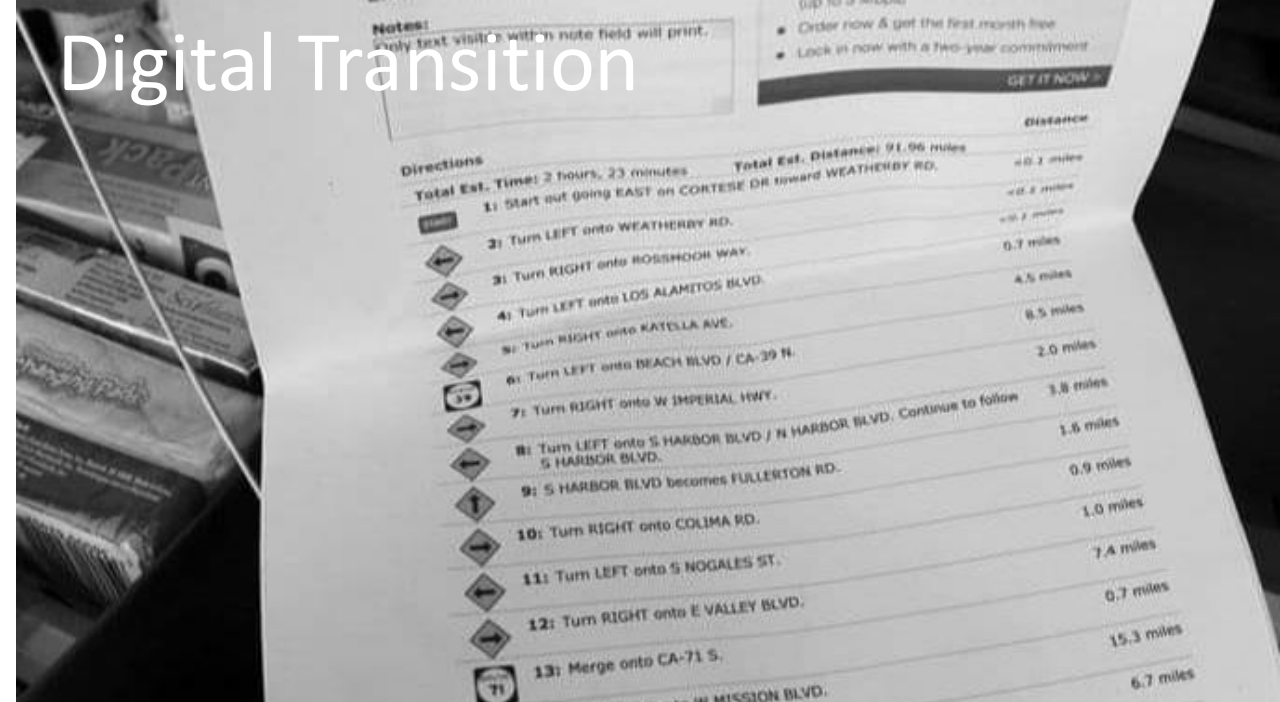 Digital Transition
Notes:
Only text visible within note field will print.
Order now & get the first month free
Lock in now with a two-year commitment
GET IT NOW >
Distance
Directions
Total Est. Time: 2 hours, 23 minutes Total Est. Distance: 91.96 miles
1: Start out going EAST on CORTESE DR toward WEATHERBY RD. <0.1 miles
2: Turn LEFT onto WEATHERBY RD. <0.1 miles
3: Turn RIGHT onto ROSSMOOR WAY. <0.1 miles
4: Turn LEFT onto LOS ALAMITOS BLVD. 0.7 miles
5: Turn RIGHT onto KATELLA AVE. 4.5 miles
6: Turn LEFT onto BEACH BLVD / CA-39 N. 8.5 miles
39
7: Turn RIGHT onto W IMPERIAL HWY. 2.0 miles
8: Turn LEFT onto S HARBOR BLVD / N HARBOR BLVD. Continue to follow 3.8 miles
S HARBOR BLVD.
9: S HARBOR BLVD becomes FULLERTON RD. 1.6 miles
10: Turn RIGHT onto COLIMA RD. 0.9 miles
11: Turn LEFT onto S NOGALES ST. 1.0 miles
12: Turn RIGHT onto E VALLEY BLVD. 7.4 miles
13: Merge onto CA-71 S. 0.7 miles
71
15.3 miles
W MISSION BLVD. 6.7 miles